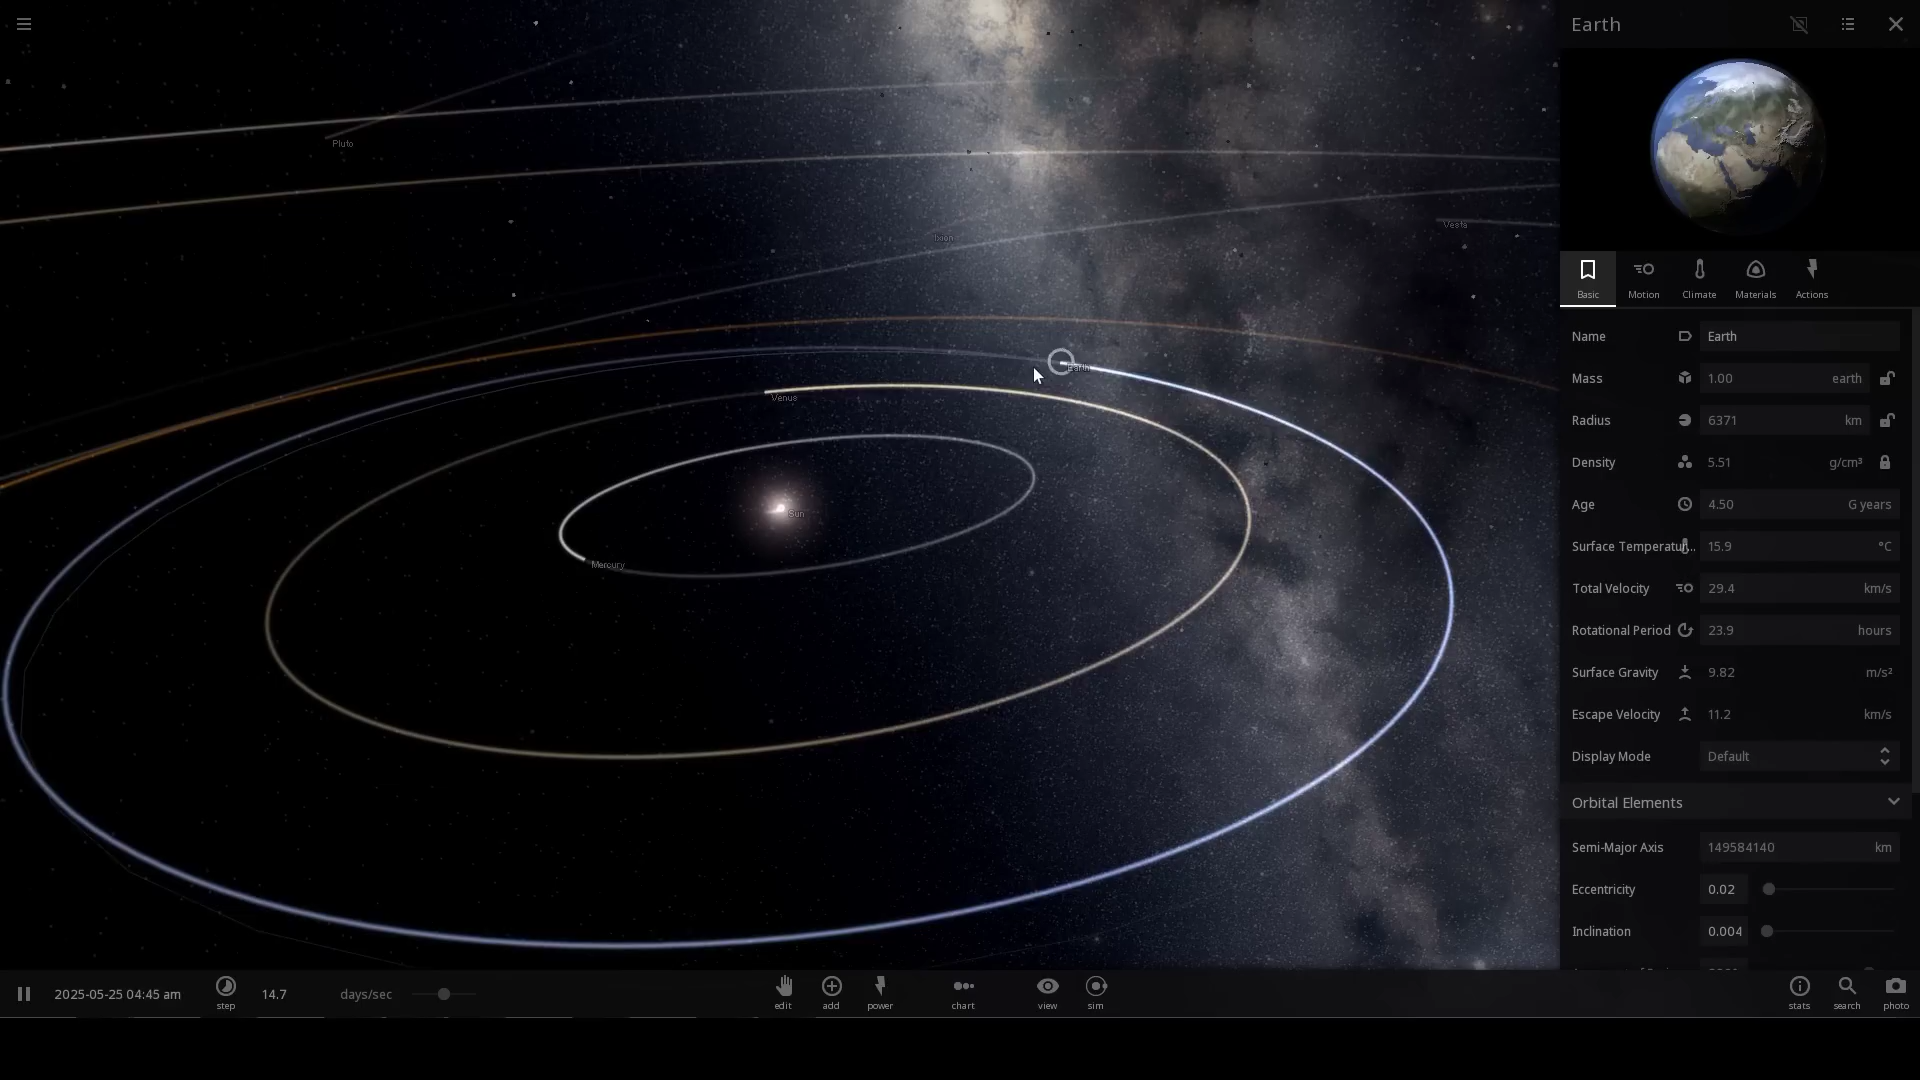 Earth
Pluto
Ixion
Vesta
Earth
Venus
Sun
Mercury
Basic Motion Climate Materials Actions
Name Earth
Mass 1.00 earth
Radius 6371 km
Density 5.51 g/cm³
Age 4.50 G years
Surface Temperatur... 15.9 °C
Total Velocity 29.4 km/s
Rotational Period 23.9 hours
Surface Gravity 9.82 m/s²
Escape Velocity 11.2 km/s
Display Mode Default
Orbital Elements
Semi-Major Axis 149584140 km
Eccentricity 0.02
Inclination 0.004
2025-05-25 04:45 am step 14.7 days/sec edit add power chart view sim stats search photo